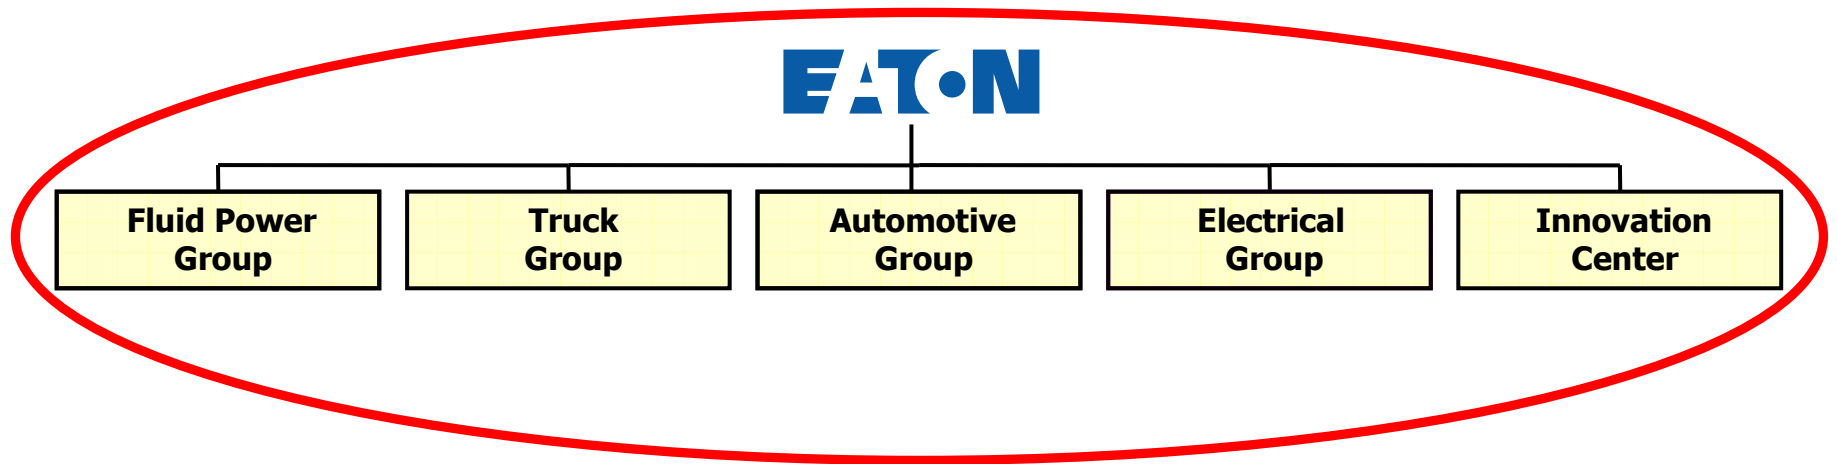 EATON
Fluid Power
Group
Truck
Group
Automotive
Group
Electrical
Group
Innovation
Center